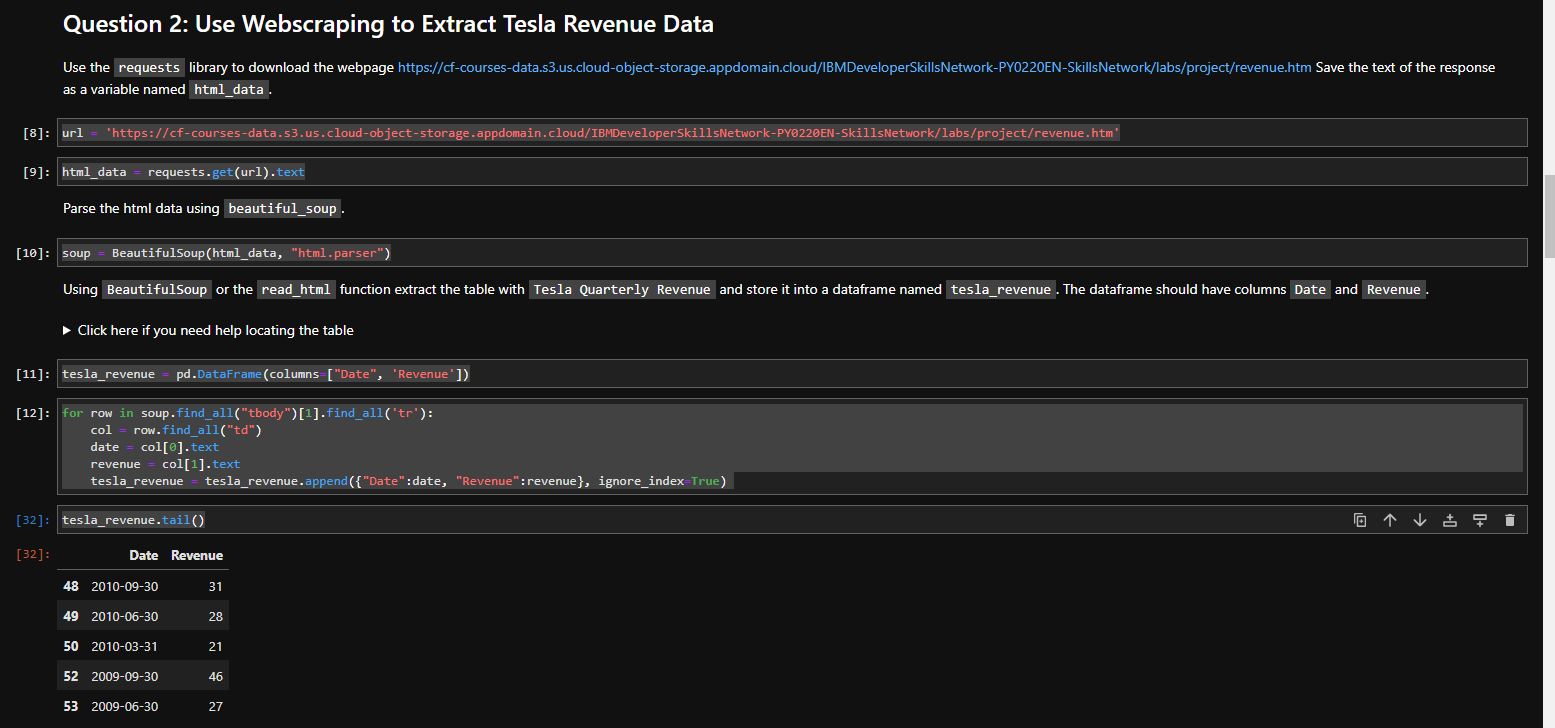 Question 2: Use Webscraping to Extract Tesla Revenue Data
Use the requests library to download the webpage https://cf-courses-data.s3.us.cloud-object-storage.appdomain.cloud/IBMDeveloperSkillsNetwork-PY0220EN-SkillsNetwork/labs/project/revenue.htm Save the text of the response
as a variable named html_data.
[8]: url = 'https://cf-courses-data.s3.us.cloud-object-storage.appdomain.cloud/IBMDeveloperSkillsNetwork-PY0220EN-SkillsNetwork/labs/project/revenue.htm'
[9]: html_data = requests.get(url).text
Parse the html data using beautiful_soup.
[10]: soup = BeautifulSoup(html_data, "html.parser")
Using BeautifulSoup or the read_html function extract the table with Tesla Quarterly Revenue and store it into a dataframe named tesla_revenue. The dataframe should have columns Date and Revenue.
▶ Click here if you need help locating the table
[11]: tesla_revenue = pd.DataFrame(columns=["Date", 'Revenue'])
[12]: for row in soup.find_all("tbody")[1].find_all('tr'):
    col = row.find_all("td")
    date = col[0].text
    revenue = col[1].text
    tesla_revenue = tesla_revenue.append({"Date":date, "Revenue":revenue}, ignore_index=True)
[32]: tesla_revenue.tail()
[32]: Date Revenue
48 2010-09-30 31
49 2010-06-30 28
50 2010-03-31 21
52 2009-09-30 46
53 2009-06-30 27